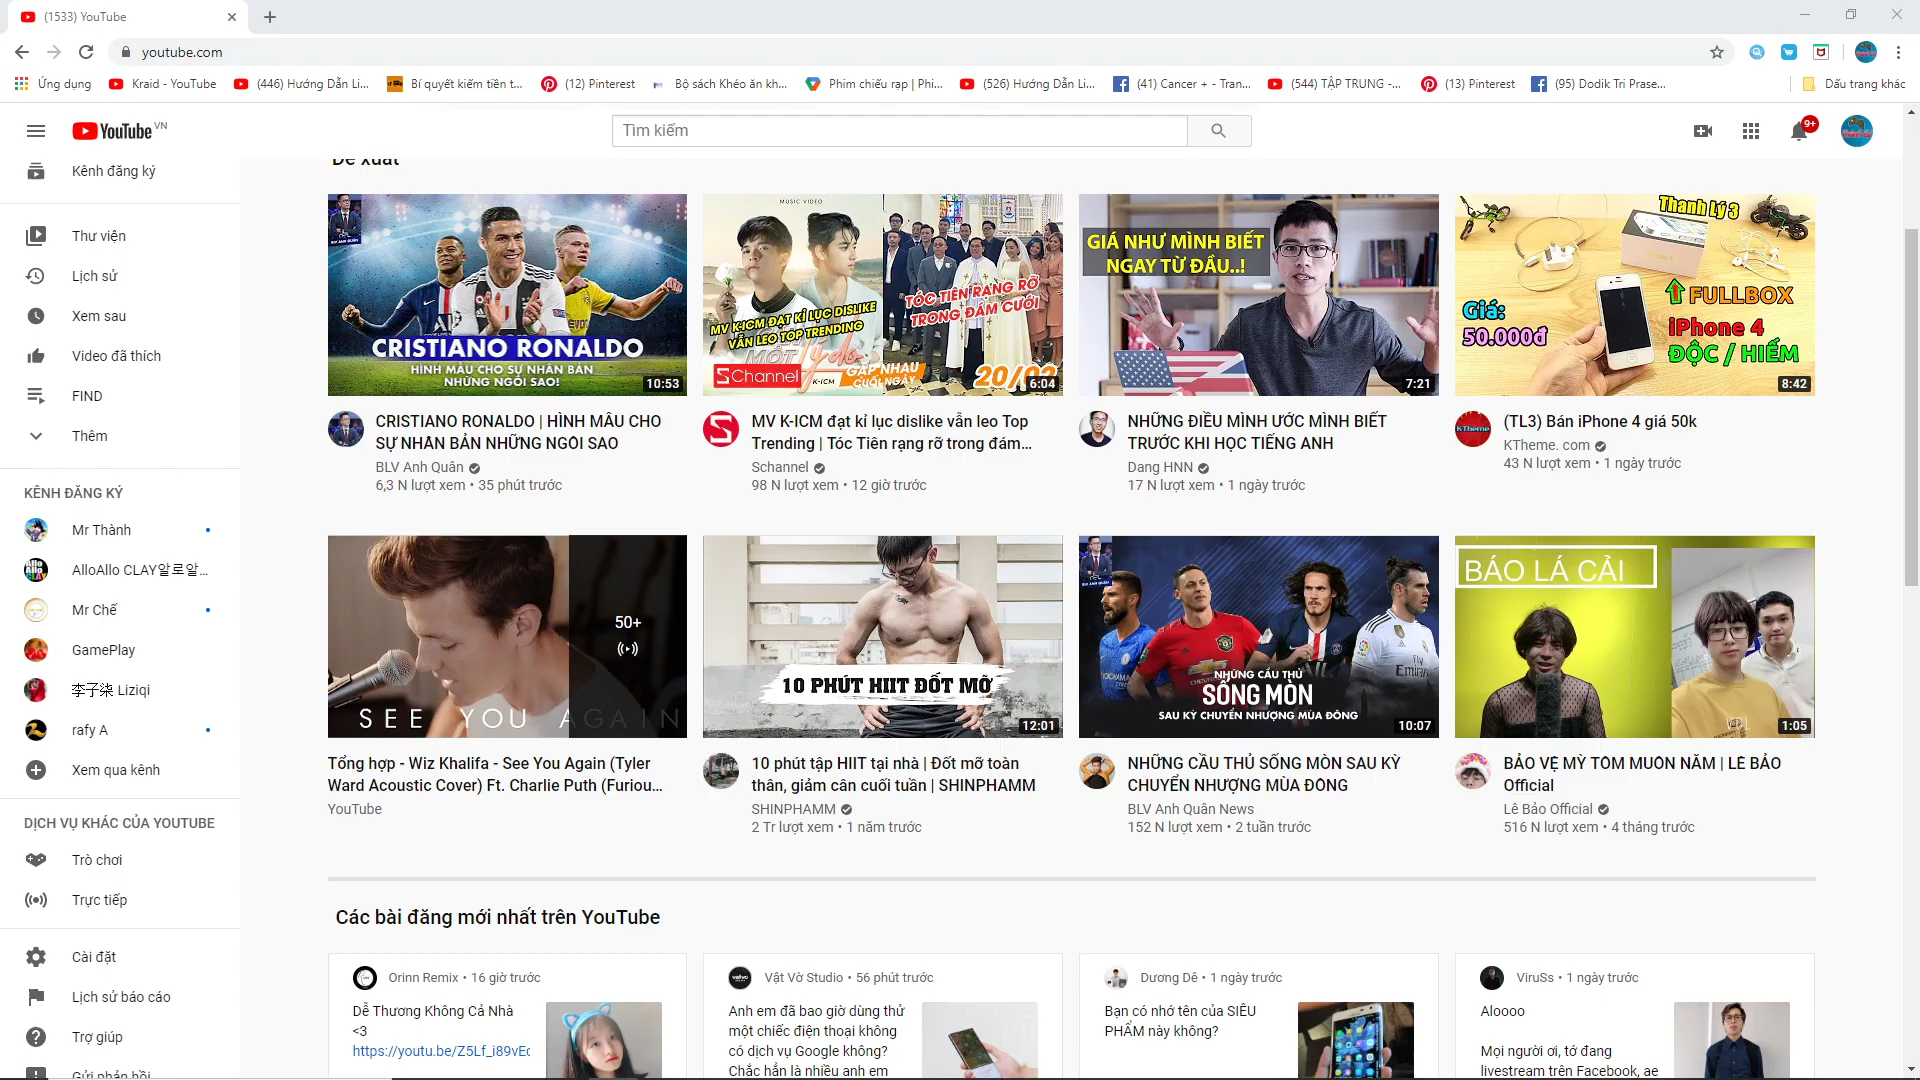 (1533) YouTube
youtube.com
Ứng dụng
Kraid - YouTube
(446) Hướng Dẫn Li...
Bí quyết kiếm tiền t...
(12) Pinterest
Bộ sách Khéo ăn kh...
Phim chiếu rạp | Phi...
(526) Hướng Dẫn Li...
(41) Cancer + - Tran...
(544) TẬP TRUNG -...
(13) Pinterest
(95) Dodik Tri Prase...
Dấu trang khác
YouTube VN
Tìm kiếm
9+
Kênh đăng ký
Thư viện
Lịch sử
Xem sau
Video đã thích
FIND
Thêm
KÊNH ĐĂNG KÝ
Mr Thành
AlloAllo CLAY알로알...
Mr Chế
GamePlay
李子柒 Liziqi
rafy A
Xem qua kênh
DỊCH VỤ KHÁC CỦA YOUTUBE
Trò chơi
Trực tiếp
Cài đặt
Lịch sử báo cáo
Trợ giúp
Gửi phản hồi
Đề xuất
BLV ANH QUÂN
CRISTIANO RONALDO
HÌNH MẪU CHO SỰ NHÂN BẢN
NHỮNG NGÔI SAO!
10:53
CRISTIANO RONALDO | HÌNH MẪU CHO
SỰ NHÂN BẢN NHỮNG NGÔI SAO
BLV Anh Quân
6,3 N lượt xem • 35 phút trước
MUSIC VIDEO
MV K-ICM ĐẠT KỈ LỤC DISLIKE
VẪN LEO TOP TRENDING
TÓC TIÊN RẠNG RỠ
TRONG ĐÁM CƯỚI
MỘT
Lý do
Schannel
K-ICM
GẶP NHAU
CUỐI NGÀY
20/02
6:04
MV K-ICM đạt kỉ lục dislike vẫn leo Top
Trending | Tóc Tiên rạng rỡ trong đám...
Schannel
98 N lượt xem • 12 giờ trước
GIÁ NHƯ MÌNH BIẾT
NGAY TỪ ĐẦU..!
7:21
NHỮNG ĐIỀU MÌNH ƯỚC MÌNH BIẾT
TRƯỚC KHI HỌC TIẾNG ANH
Dang HNN
17 N lượt xem • 1 ngày trước
Thanh Lý 3
Giá:
50.000đ
FULLBOX
iPhone 4
ĐỘC / HIẾM
8:42
KTheme
(TL3) Bán iPhone 4 giá 50k
KTheme. com
43 N lượt xem • 1 ngày trước
50+
SEE YOU AGAIN
Tổng hợp - Wiz Khalifa - See You Again (Tyler
Ward Acoustic Cover) Ft. Charlie Puth (Furiou...
YouTube
10 PHÚT HIIT ĐỐT MỠ
12:01
10 phút tập HIIT tại nhà | Đốt mỡ toàn
thân, giảm cân cuối tuần | SHINPHAMM
SHINPHAMM
2 Tr lượt xem • 1 năm trước
BLV ANH QUÂN
NHỮNG CẦU THỦ
SỐNG MÒN
SAU KỲ CHUYỂN NHƯỢNG MÙA ĐÔNG
10:07
NHỮNG CẦU THỦ SỐNG MÒN SAU KỲ
CHUYỂN NHƯỢNG MÙA ĐÔNG
BLV Anh Quân News
152 N lượt xem • 2 tuần trước
BẢO LÁ CẢI
1:05
BẢO VỆ MỲ TÔM MUÔN NĂM | LÊ BẢO
Official
Lê Bảo Official
516 N lượt xem • 4 tháng trước
Các bài đăng mới nhất trên YouTube
Orinn Remix • 16 giờ trước
Dễ Thương Không Cả Nhà
<3
https://youtu.be/Z5Lf_i89vEc
Vật Vờ Studio • 56 phút trước
Anh em đã bao giờ dùng thử
một chiếc điện thoại không
có dịch vụ Google không?
Chắc hẳn là nhiều anh em
Dương Dê • 1 ngày trước
Bạn có nhớ tên của SIÊU
PHẨM này không?
ViruSs • 1 ngày trước
Aloooo
Mọi người ơi, tớ đang
livestream trên Facebook, ae